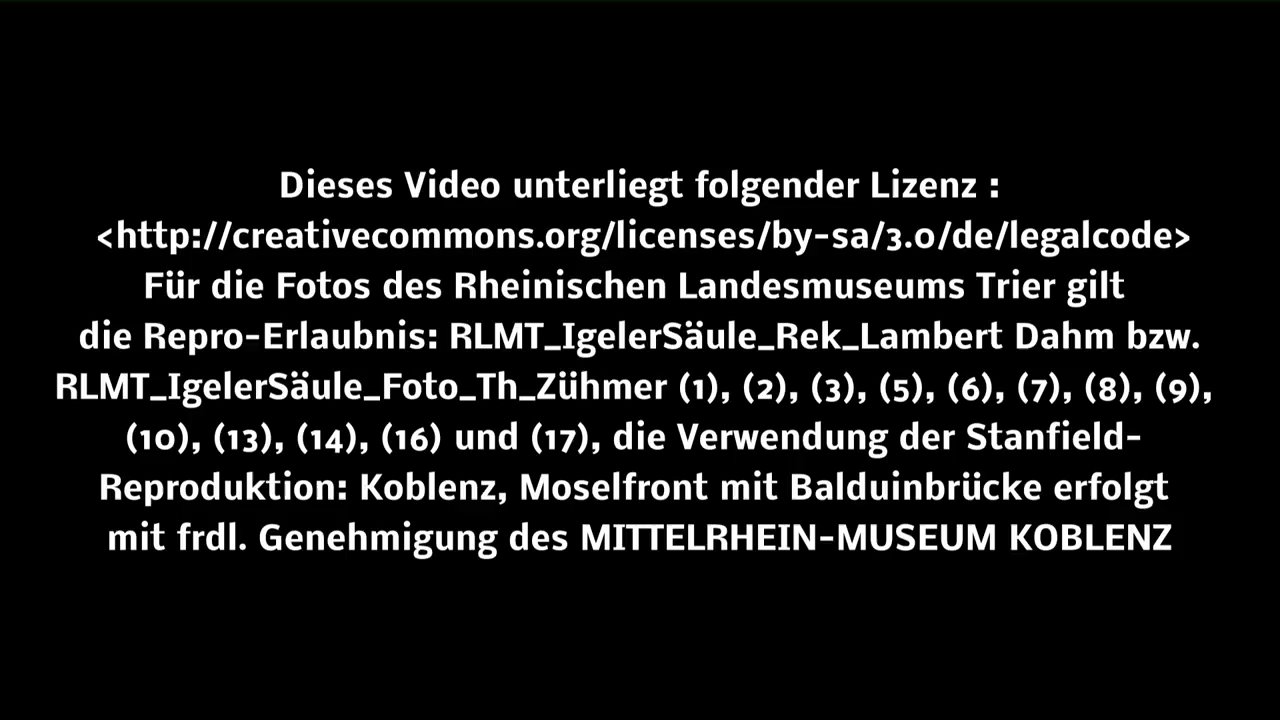 Dieses Video unterliegt folgender Lizenz :
<http://creativecommons.org/licenses/by-sa/3.0/de/legalcode>
Für die Fotos des Rheinischen Landesmuseums Trier gilt
die Repro-Erlaubnis: RLMT_IgelerSäule_Rek_Lambert Dahm bzw.
RLMT_IgelerSäule_Foto_Th_Zühmer (1), (2), (3), (5), (6), (7), (8), (9),
(10), (13), (14), (16) und (17), die Verwendung der Stanfield-
Reproduktion: Koblenz, Moselfront mit Balduinbrücke erfolgt
mit frdl. Genehmigung des MITTELRHEIN-MUSEUM KOBLENZ